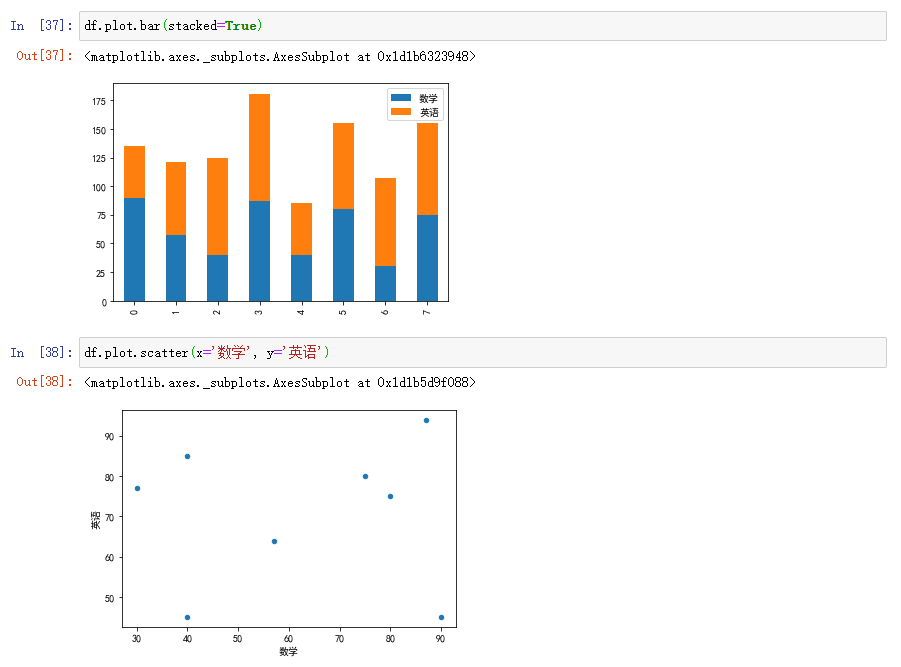 In [37]: df.plot.bar(stacked=True)
Out[37]: <matplotlib.axes._subplots.AxesSubplot at 0x1d1b6323948>
数学
英语
175
150
125
100
75
50
25
0
0 1 2 3 4 5 6 7
In [38]: df.plot.scatter(x='数学', y='英语')
Out[38]: <matplotlib.axes._subplots.AxesSubplot at 0x1d1b5d9f088>
90
80
70
60
50
英语
30 40 50 60 70 80 90
数学